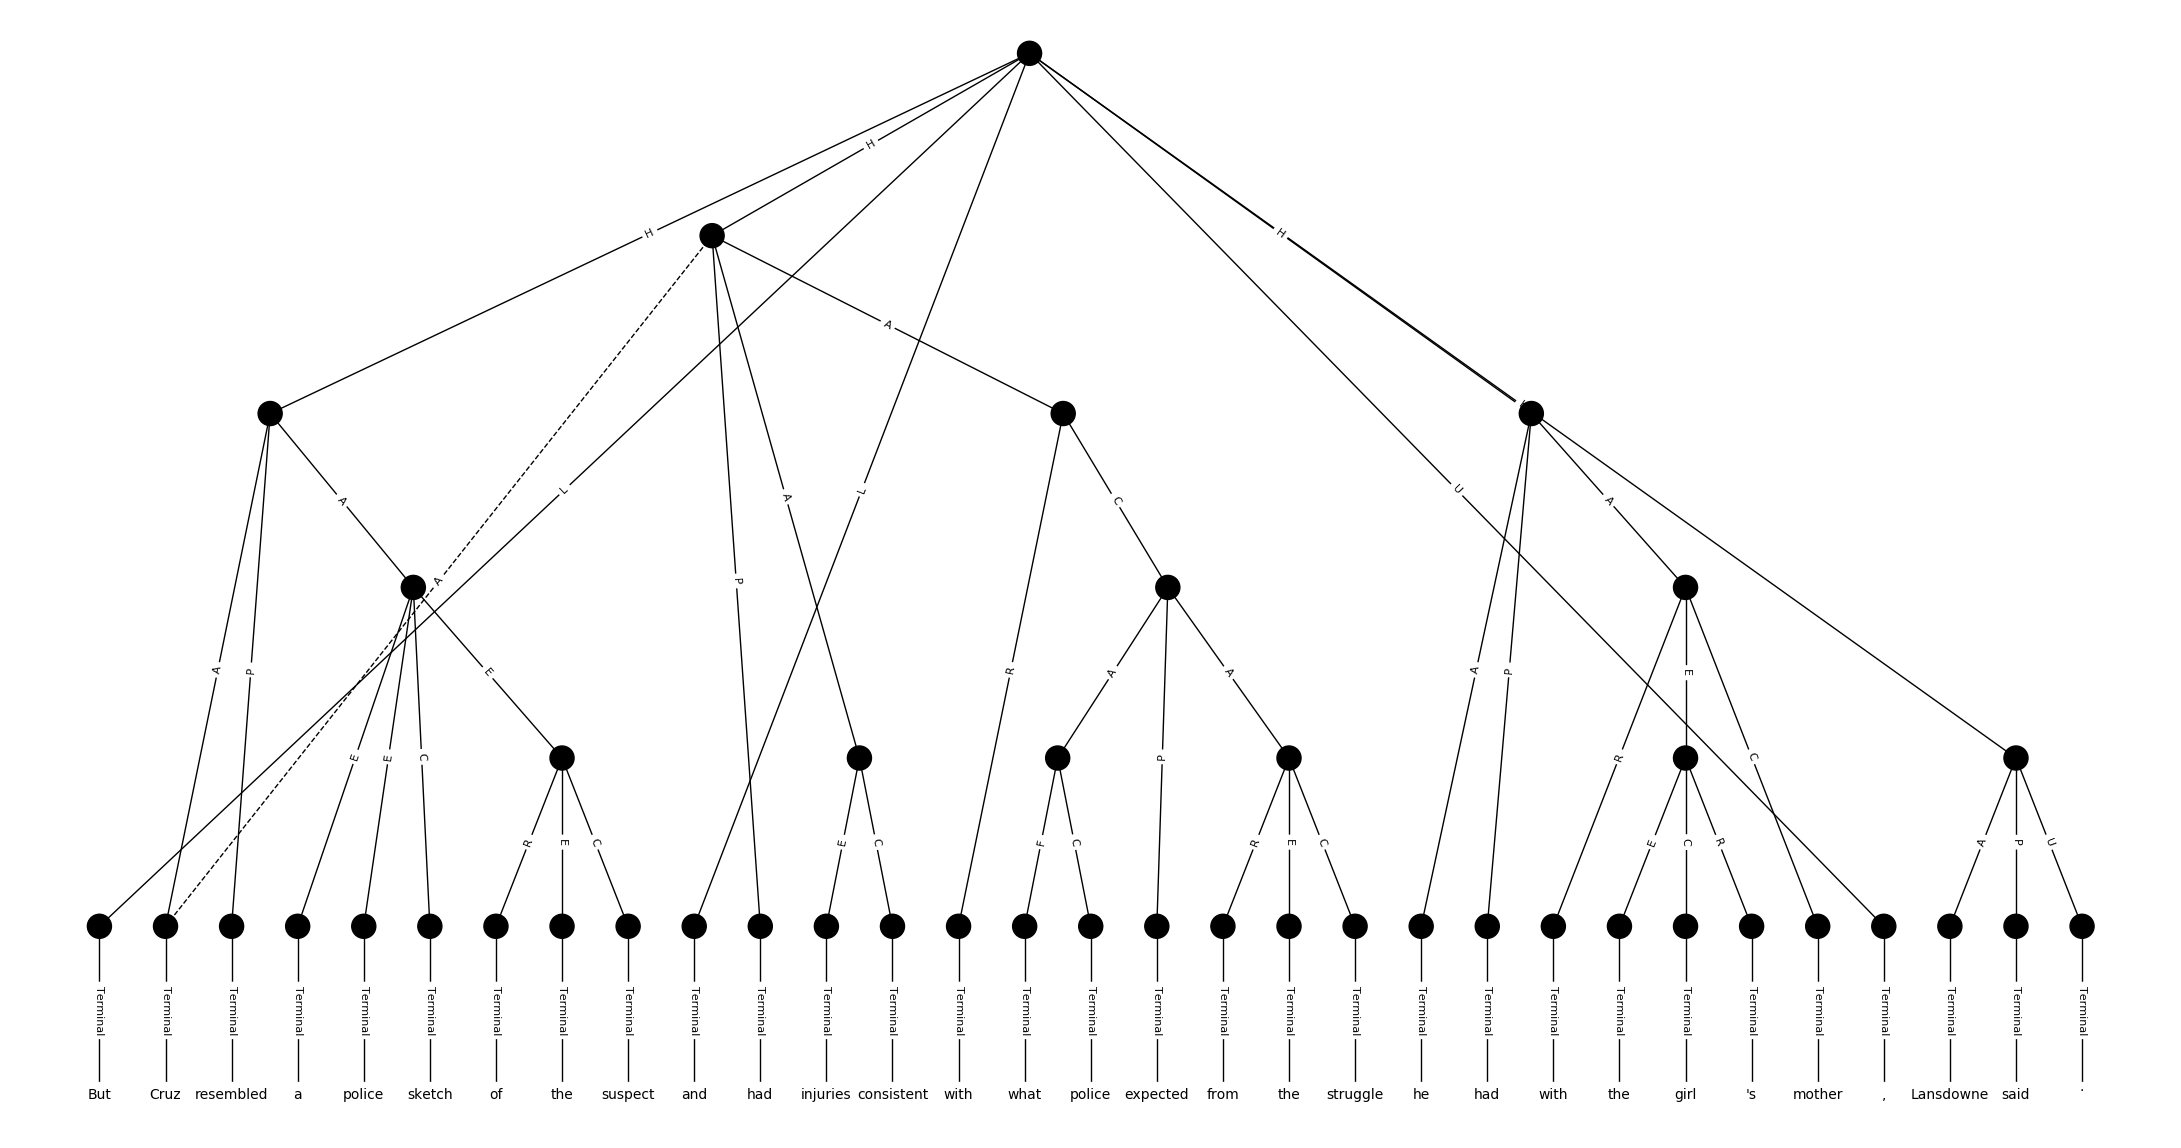 H
H
H
A
L
A
A
C
A
P
L
U
A
P
A
E
R
A
A
R
A
P
E
E
E
C
P
R
C
R
E
C
E
C
F
C
R
E
C
E
C
R
A
P
U
Terminal Terminal Terminal Terminal Terminal Terminal Terminal Terminal Terminal Terminal Terminal Terminal Terminal Terminal Terminal Terminal Terminal Terminal Terminal Terminal Terminal Terminal Terminal Terminal Terminal Terminal Terminal Terminal Terminal Terminal Terminal
But Cruz resembled a police sketch of the suspect and had injuries consistent with what police expected from the struggle he had with the girl 's mother , Lansdowne said .